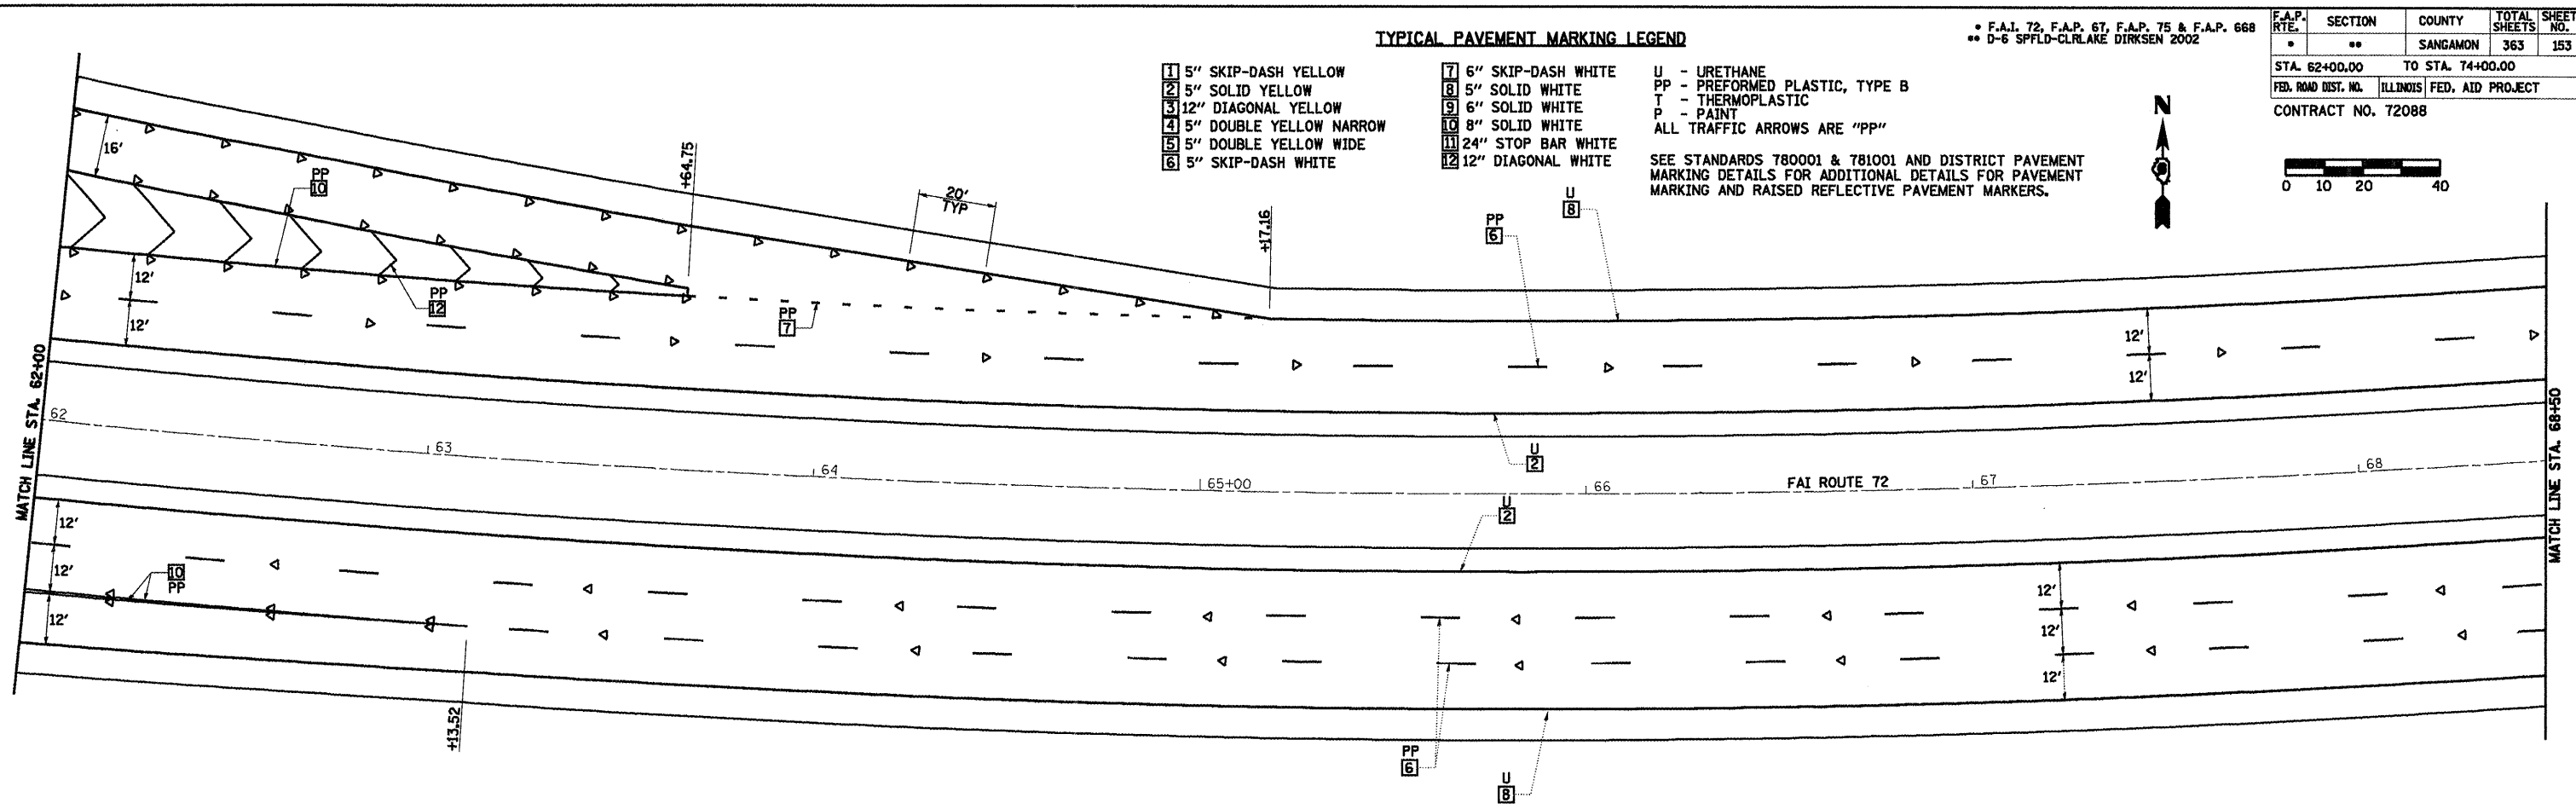 TYPICAL PAVEMENT MARKING LEGEND
1 5" SKIP-DASH YELLOW
2 5" SOLID YELLOW
3 12" DIAGONAL YELLOW
4 5" DOUBLE YELLOW NARROW
5 5" DOUBLE YELLOW WIDE
6 5" SKIP-DASH WHITE
7 6" SKIP-DASH WHITE
8 5" SOLID WHITE
9 6" SOLID WHITE
10 8" SOLID WHITE
11 24" STOP BAR WHITE
12 12" DIAGONAL WHITE
U - URETHANE
PP - PREFORMED PLASTIC, TYPE B
T - THERMOPLASTIC
P - PAINT
ALL TRAFFIC ARROWS ARE "PP"
SEE STANDARDS 780001 & 781001 AND DISTRICT PAVEMENT
MARKING DETAILS FOR ADDITIONAL DETAILS FOR PAVEMENT
MARKING AND RAISED REFLECTIVE PAVEMENT MARKERS.
* F.A.I. 72, F.A.P. 67, F.A.P. 75 & F.A.P. 668
** D-6 SPFLD-CLRLAKE DIRKSEN 2002
F.A.P. RTE. SECTION COUNTY TOTAL SHEETS SHEET NO.
* ** SANGAMON 363 153
STA. 62+00.00 TO STA. 74+00.00
FED. ROAD DIST. NO. ILLINOIS FED. AID PROJECT
CONTRACT NO. 72088
N
0 10 20 40
16'
PP
10
+64.75
20'
TYP
+17.16
PP
6
U
8
12'
12'
PP
12
PP
7
12'
12'
MATCH LINE STA. 62+00
62
63
64
65+00
66
FAI ROUTE 72
67
68
MATCH LINE STA. 68+50
U
2
U
2
12'
12'
12'
10
PP
+13.52
12'
12'
12'
PP
6
U
8